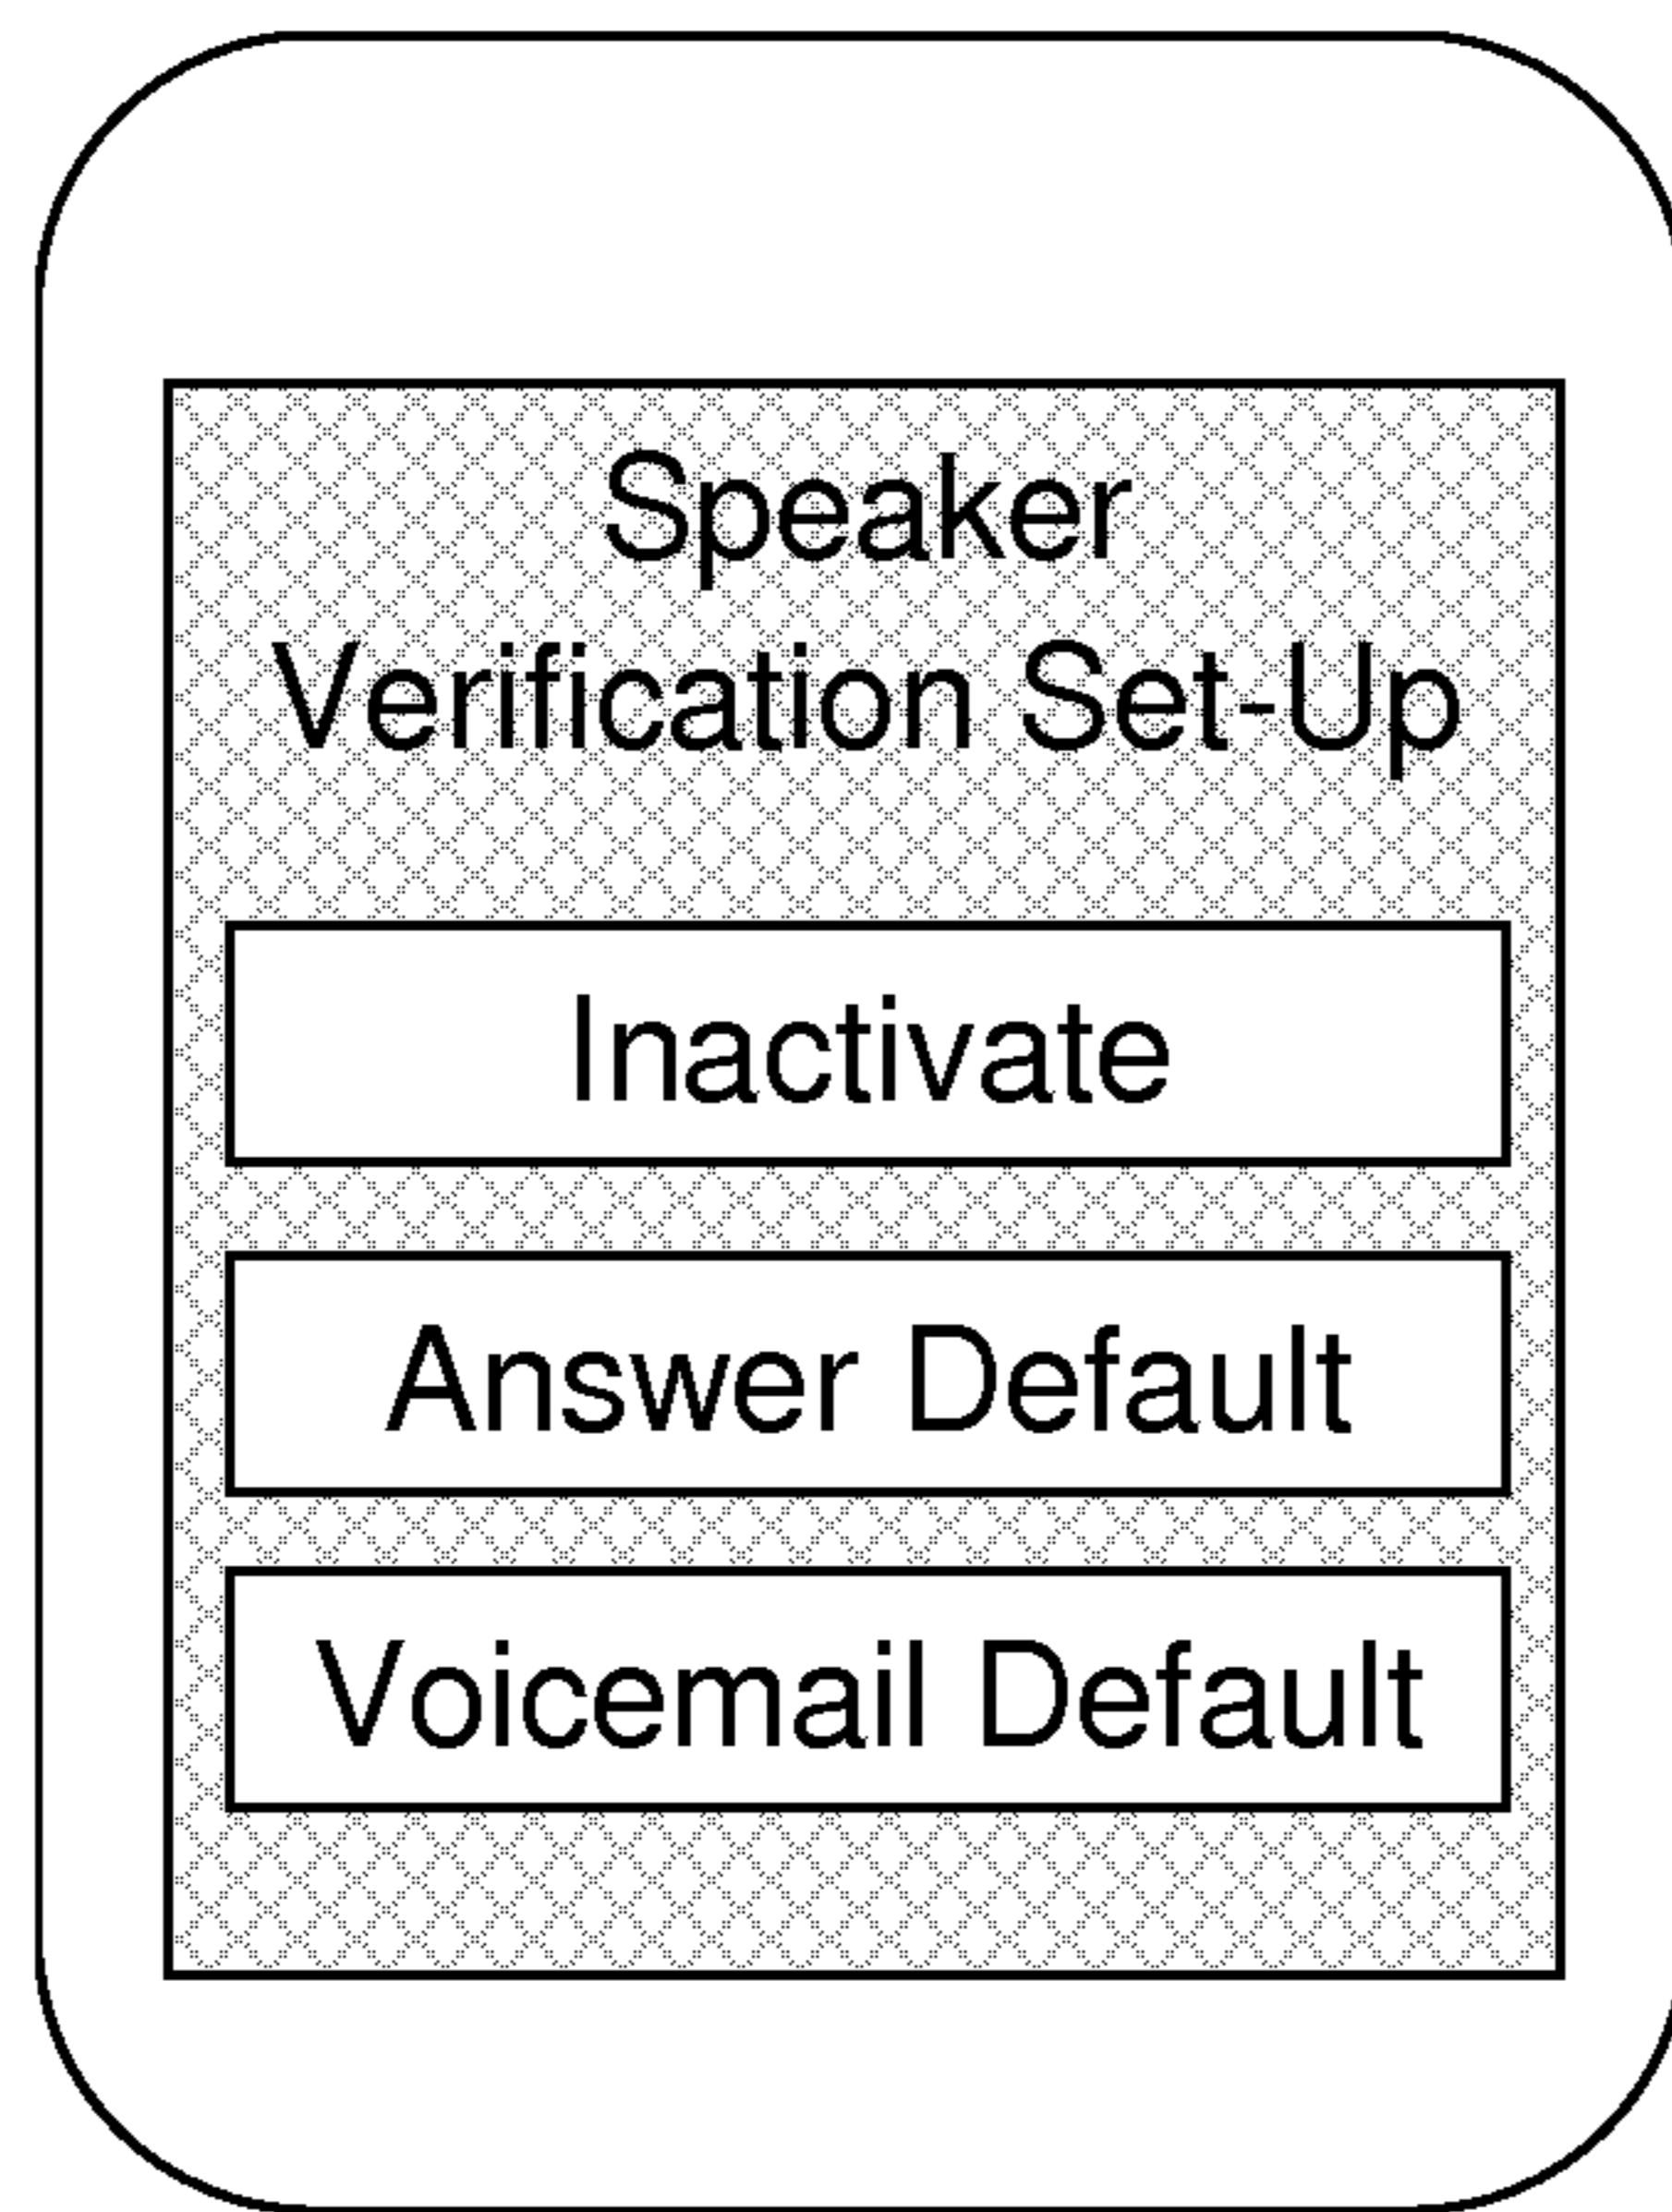 Speaker
Verification Set-Up
Inactivate
Answer Default
Voicemail Default